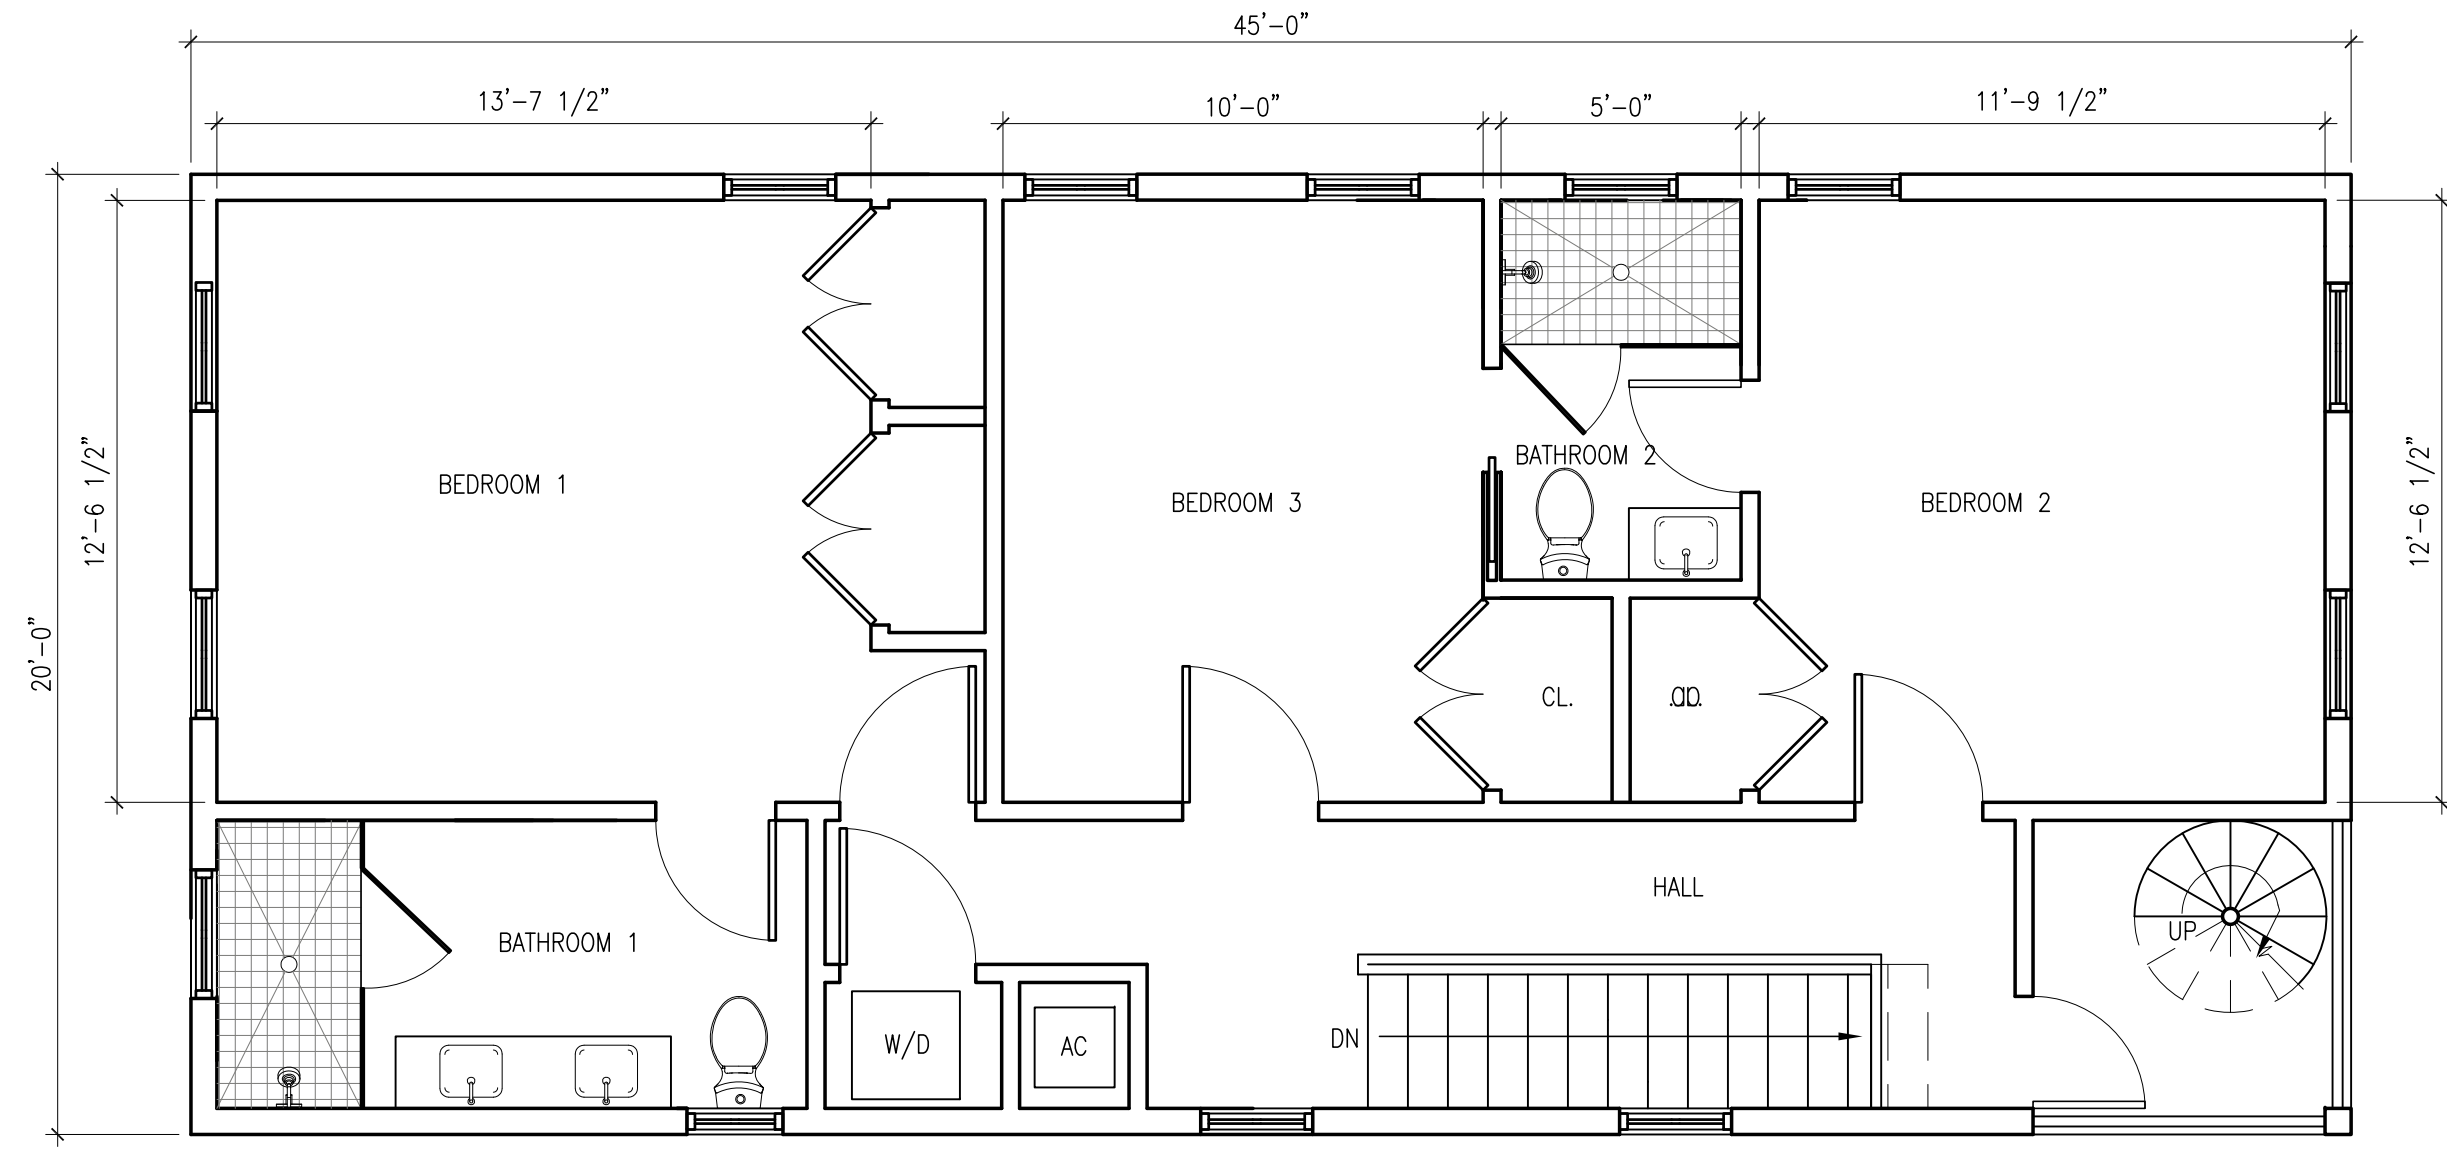 45'-0"
13'-7 1/2"
10'-0"
5'-0"
11'-9 1/2"
20'-0"
12'-6 1/2"
12'-6 1/2"
BEDROOM 1
BEDROOM 3
BATHROOM 2
BEDROOM 2
CL.
HALL
BATHROOM 1
UP
W/D
AC
DN